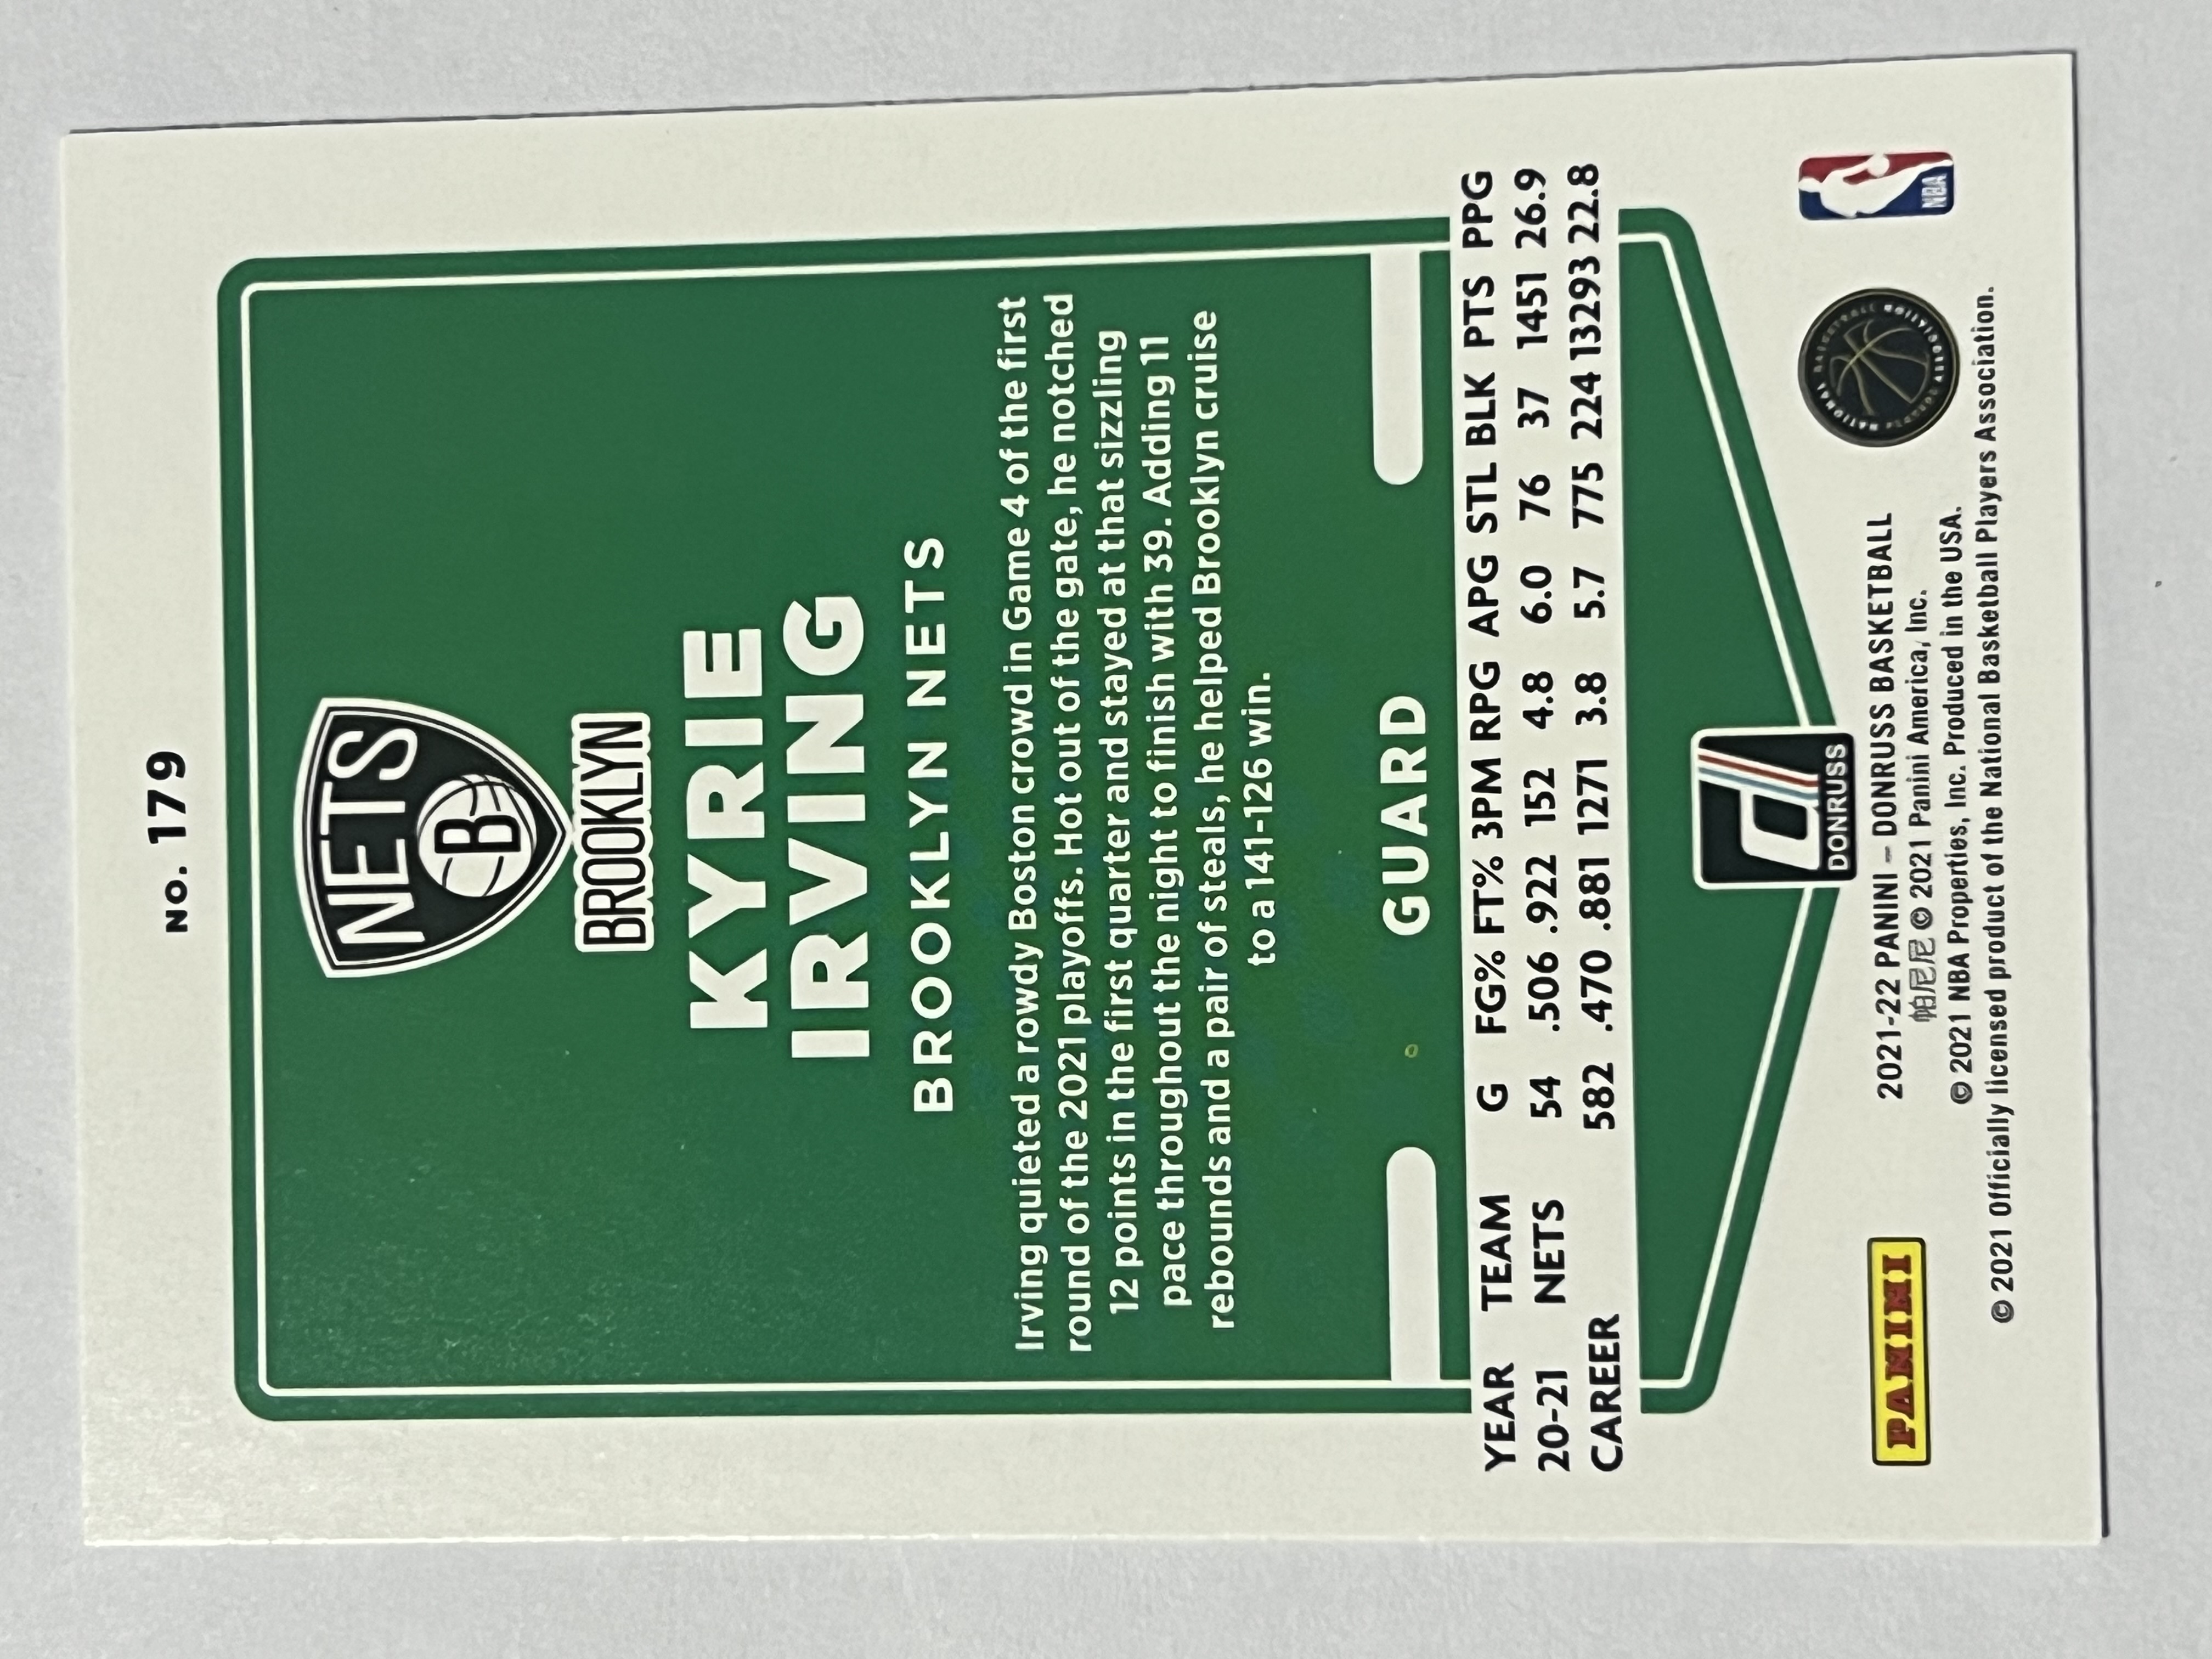 No. 179
NETS
B
BROOKLYN
KYRIE
IRVING
BROOKLYN NETS
Irving quieted a rowdy Boston crowd in Game 4 of the first
round of the 2021 playoffs. Hot out of the gate, he notched
12 points in the first quarter and stayed at that sizzling
pace throughout the night to finish with 39. Adding 11
rebounds and a pair of steals, he helped Brooklyn cruise
to a 141-126 win.
GUARD
YEAR TEAM G FG% FT% 3PM RPG APG STL BLK PTS PPG
20-21 NETS 54 .506 .922 152 4.8 6.0 76 37 1451 26.9
CAREER 582 .470 .881 1271 3.8 5.7 775 224 13293 22.8
DONRUSS
PANINI
2021-22 PANINI – DONRUSS BASKETBALL
帕尼尼 © 2021 Panini America, Inc.
© 2021 NBA Properties, Inc. Produced in the USA.
© 2021 Officially licensed product of the National Basketball Players Association.
NBA